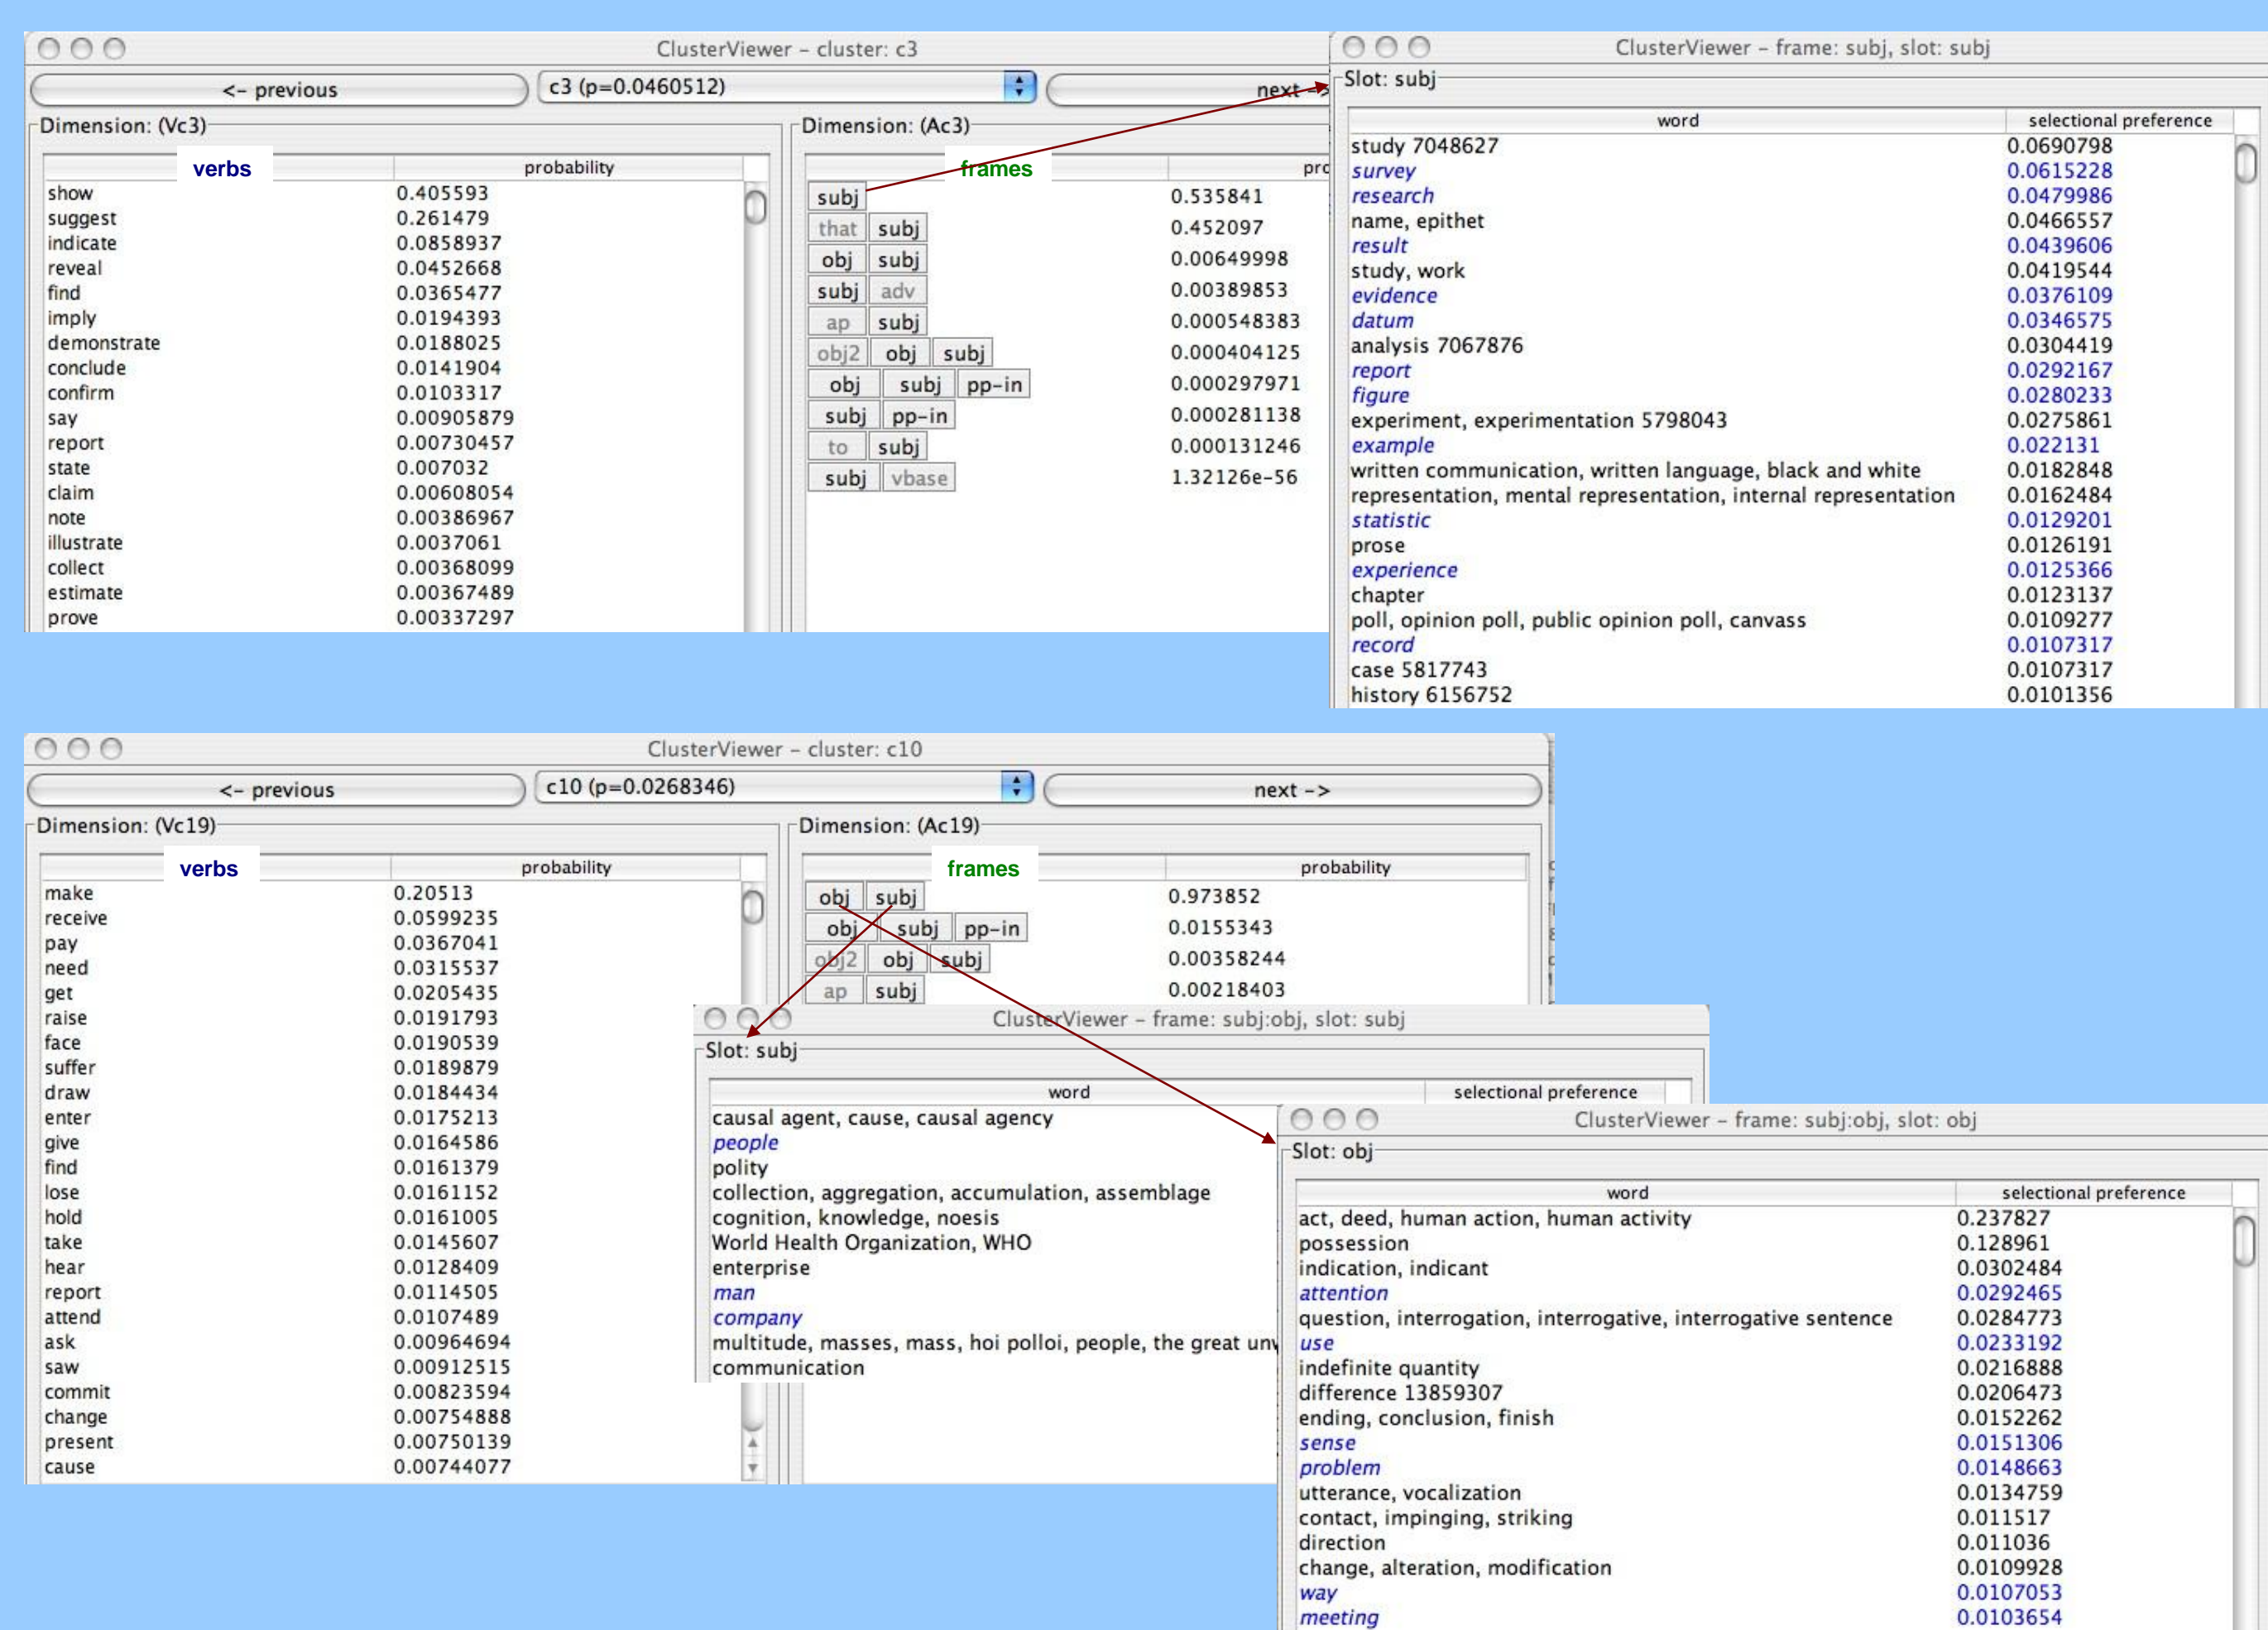 ClusterViewer – cluster: c3
<- previous
c3 (p=0.0460512)
next ->
Dimension: (Vc3)
verbs probability
show 0.405593
suggest 0.261479
indicate 0.0858937
reveal 0.0452668
find 0.0365477
imply 0.0194393
demonstrate 0.0188025
conclude 0.0141904
confirm 0.0103317
say 0.00905879
report 0.00730457
state 0.007032
claim 0.00608054
note 0.00386967
illustrate 0.0037061
collect 0.00368099
estimate 0.00367489
prove 0.00337297
Dimension: (Ac3)
frames pro
subj 0.535841
that subj 0.452097
obj subj 0.00649998
subj adv 0.00389853
ap subj 0.000548383
obj2 obj subj 0.000404125
obj subj pp-in 0.000297971
subj pp-in 0.000281138
to subj 0.000131246
subj vbase 1.32126e-56
ClusterViewer – frame: subj, slot: subj
Slot: subj
word selectional preference
study 7048627 0.0690798
survey 0.0615228
research 0.0479986
name, epithet 0.0466557
result 0.0439606
study, work 0.0419544
evidence 0.0376109
datum 0.0346575
analysis 7067876 0.0304419
report 0.0292167
figure 0.0280233
experiment, experimentation 5798043 0.0275861
example 0.022131
written communication, written language, black and white 0.0182848
representation, mental representation, internal representation 0.0162484
statistic 0.0129201
prose 0.0126191
experience 0.0125366
chapter 0.0123137
poll, opinion poll, public opinion poll, canvass 0.0109277
record 0.0107317
case 5817743 0.0107317
history 6156752 0.0101356
ClusterViewer – cluster: c10
<- previous
c10 (p=0.0268346)
next ->
Dimension: (Vc19)
verbs probability
make 0.20513
receive 0.0599235
pay 0.0367041
need 0.0315537
get 0.0205435
raise 0.0191793
face 0.0190539
suffer 0.0189879
draw 0.0184434
enter 0.0175213
give 0.0164586
find 0.0161379
lose 0.0161152
hold 0.0161005
take 0.0145607
hear 0.0128409
report 0.0114505
attend 0.0107489
ask 0.00964694
saw 0.00912515
commit 0.00823594
change 0.00754888
present 0.00750139
cause 0.00744077
Dimension: (Ac19)
frames probability
obj subj 0.973852
obj subj pp-in 0.0155343
obj2 obj subj 0.00358244
ap subj 0.00218403
ClusterViewer – frame: subj:obj, slot: subj
Slot: subj
word selectional preference
causal agent, cause, causal agency
people
polity
collection, aggregation, accumulation, assemblage
cognition, knowledge, noesis
World Health Organization, WHO
enterprise
man
company
multitude, masses, mass, hoi polloi, people, the great
communication
ClusterViewer – frame: subj:obj, slot: obj
Slot: obj
word selectional preference
act, deed, human action, human activity 0.237827
possession 0.128961
indication, indicant 0.0302484
attention 0.0292465
question, interrogation, interrogative, interrogative sentence 0.0284773
use 0.0233192
indefinite quantity 0.0216888
difference 13859307 0.0206473
ending, conclusion, finish 0.0152262
sense 0.0151306
problem 0.0148663
utterance, vocalization 0.0134759
contact, impinging, striking 0.011517
direction 0.011036
change, alteration, modification 0.0109928
way 0.0107053
meeting 0.0103654